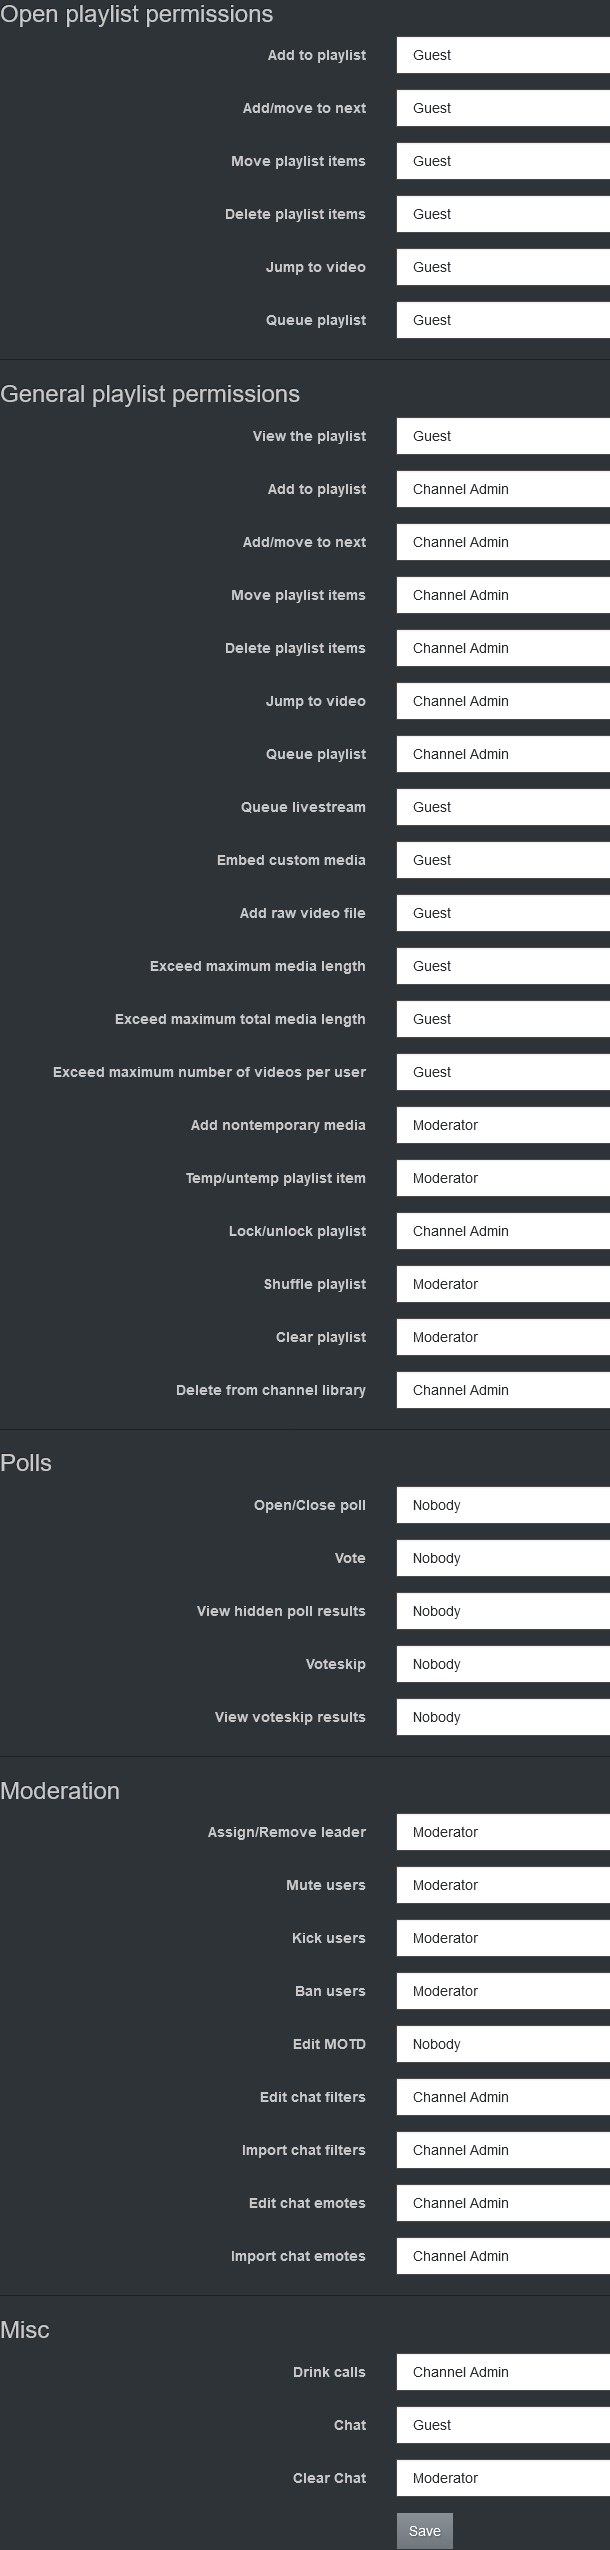 Open playlist permissions
Add to playlist Guest
Add/move to next Guest
Move playlist items Guest
Delete playlist items Guest
Jump to video Guest
Queue playlist Guest
General playlist permissions
View the playlist Guest
Add to playlist Channel Admin
Add/move to next Channel Admin
Move playlist items Channel Admin
Delete playlist items Channel Admin
Jump to video Channel Admin
Queue playlist Channel Admin
Queue livestream Guest
Embed custom media Guest
Add raw video file Guest
Exceed maximum media length Guest
Exceed maximum total media length Guest
Exceed maximum number of videos per user Guest
Add nontemporary media Moderator
Temp/untemp playlist item Moderator
Lock/unlock playlist Channel Admin
Shuffle playlist Moderator
Clear playlist Moderator
Delete from channel library Channel Admin
Polls
Open/Close poll Nobody
Vote Nobody
View hidden poll results Nobody
Voteskip Nobody
View voteskip results Nobody
Moderation
Assign/Remove leader Moderator
Mute users Moderator
Kick users Moderator
Ban users Moderator
Edit MOTD Nobody
Edit chat filters Channel Admin
Import chat filters Channel Admin
Edit chat emotes Channel Admin
Import chat emotes Channel Admin
Misc
Drink calls Channel Admin
Chat Guest
Clear Chat Moderator
Save